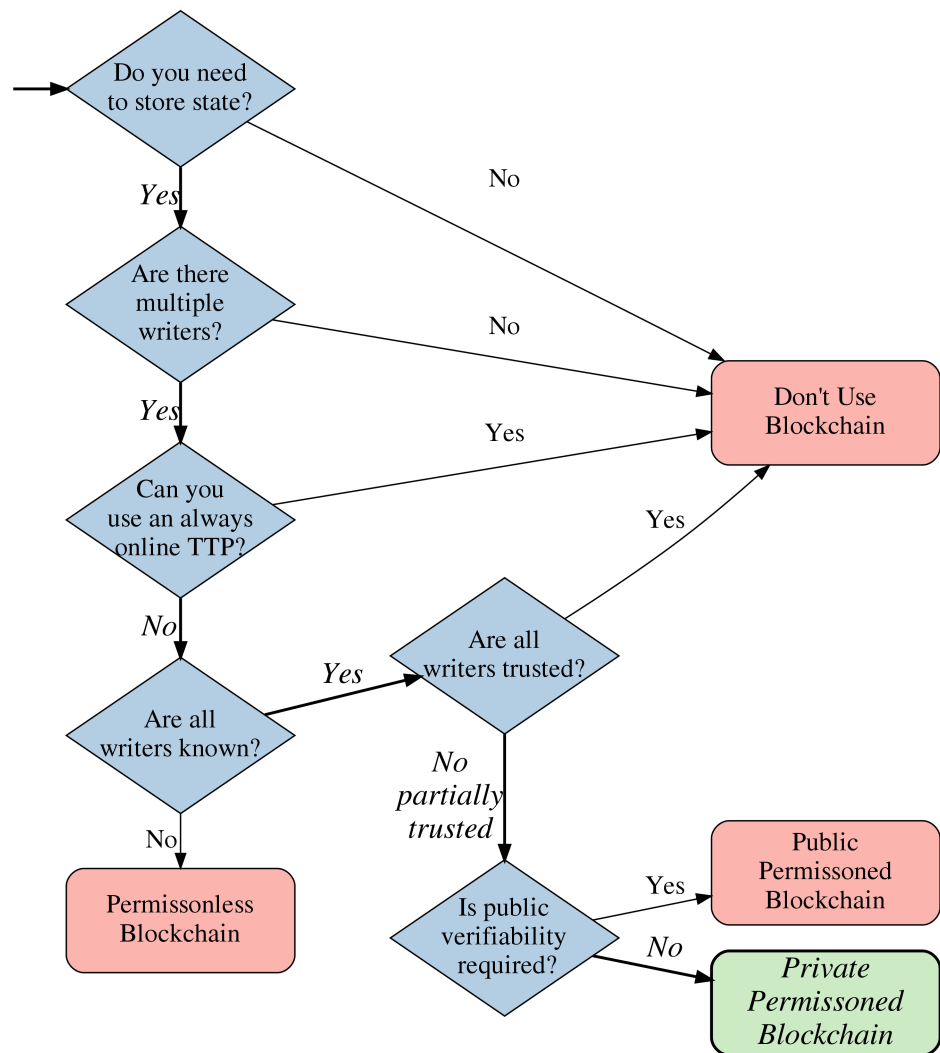 Do you need
to store state?
No
Yes
Are there
multiple
writers?
No
Yes
Don't Use
Blockchain
Yes
Can you
use an always
online TTP?
Yes
No
Are all
writers trusted?
Yes
Are all
writers known?
No
partially
trusted
No
Permissonless
Blockchain
Public
Permissoned
Blockchain
Yes
Is public
verifiability
required?
No
Private
Permissoned
Blockchain